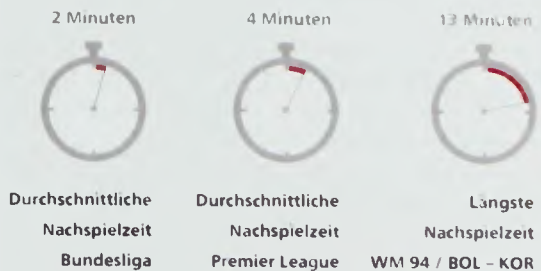 2 Minuten
Durchschnittliche
Nachspielzeit
Bundesliga
4 Minuten
Durchschnittliche
Nachspielzeit
Premier League
13 Minuten
Längste
Nachspielzeit
WM 94 / BOL – KOR